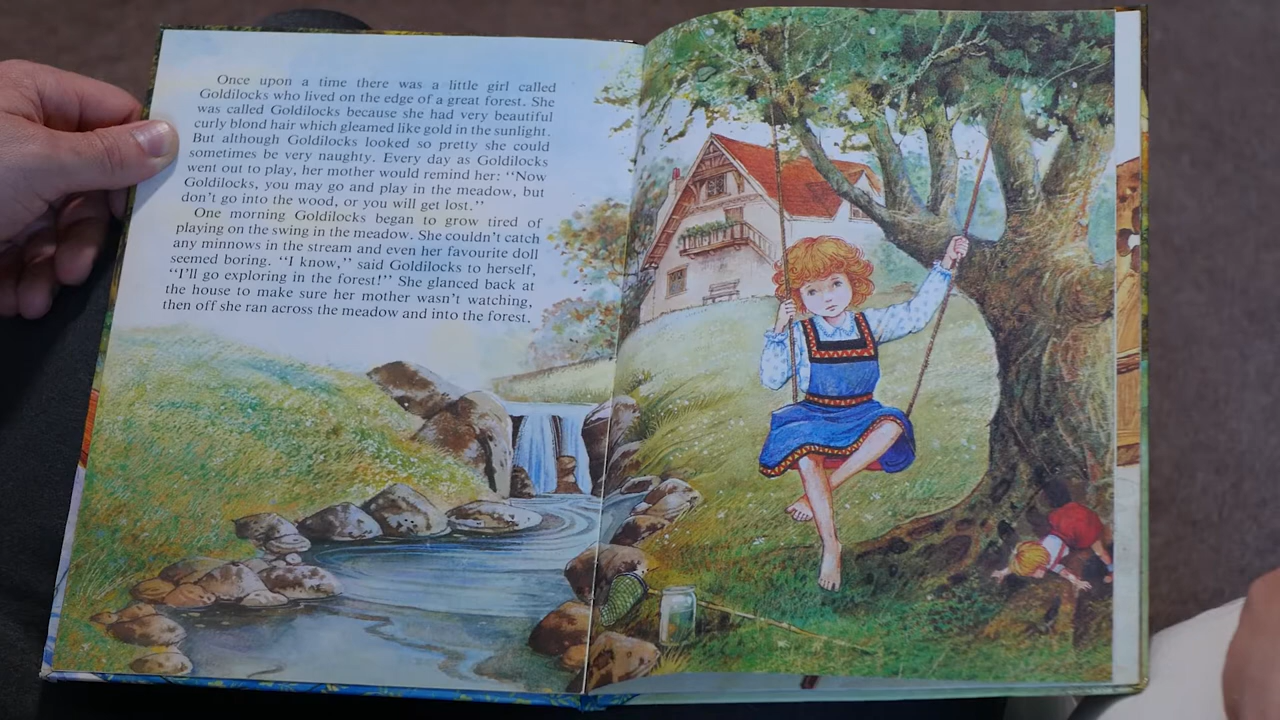 Once upon a time there was a little girl called
Goldilocks who lived on the edge of a great forest. She
was called Goldilocks because she had very beautiful
curly blond hair which gleamed like gold in the sunlight.
But although Goldilocks looked so pretty she could
sometimes be very naughty. Every day as Goldilocks
went out to play, her mother would remind her: “Now
Goldilocks, you may go and play in the meadow, but
don’t go into the wood, or you will get lost.”
One morning Goldilocks began to grow tired of
playing on the swing in the meadow. She couldn’t catch
any minnows in the stream and even her favourite doll
seemed boring. “I know,” said Goldilocks to herself,
“I’ll go exploring in the forest!” She glanced back at
the house to make sure her mother wasn’t watching,
then off she ran across the meadow and into the forest.